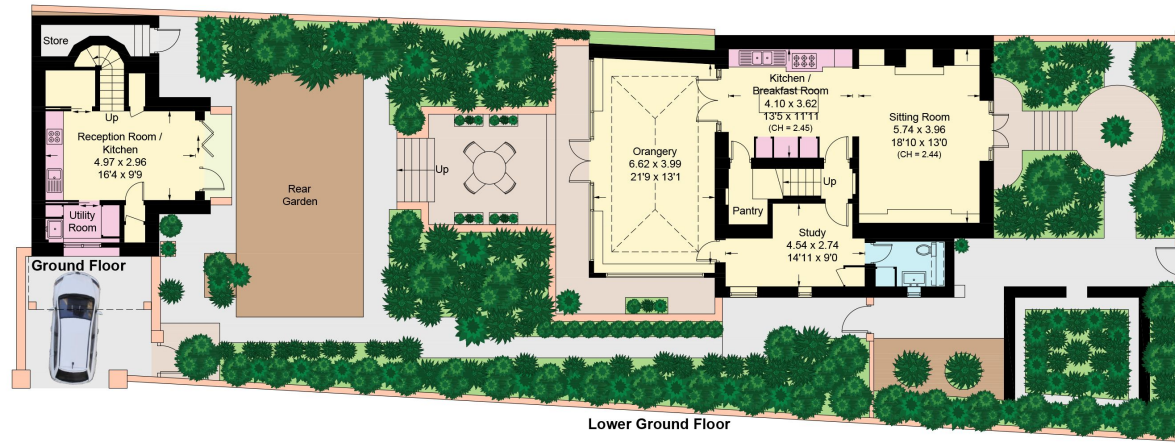 Store
Up
Reception Room /
Kitchen
4.97 x 2.96
16'4 x 9'9
Utility
Room
Ground Floor
Rear
Garden
Up
Orangery
6.62 x 3.99
21'9 x 13'1
Kitchen /
Breakfast Room
4.10 x 3.62
13'5 x 11'11
(CH = 2.45)
Sitting Room
5.74 x 3.96
18'10 x 13'0
(CH = 2.44)
Up
Pantry
Study
4.54 x 2.74
14'11 x 9'0
Lower Ground Floor